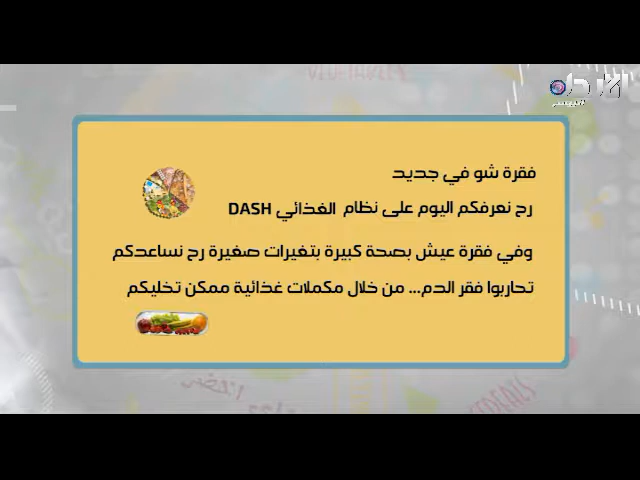 الأردن
فقرة شو في جديد
رح نعرفكم اليوم على نظام الغذائي DASH
وفي فقرة عيش بصحة كبيرة بتغيرات صغيرة رح نساعدكم
تحاربوا فقر الدم... من خلال مكملات غذائية ممكن تخليكم